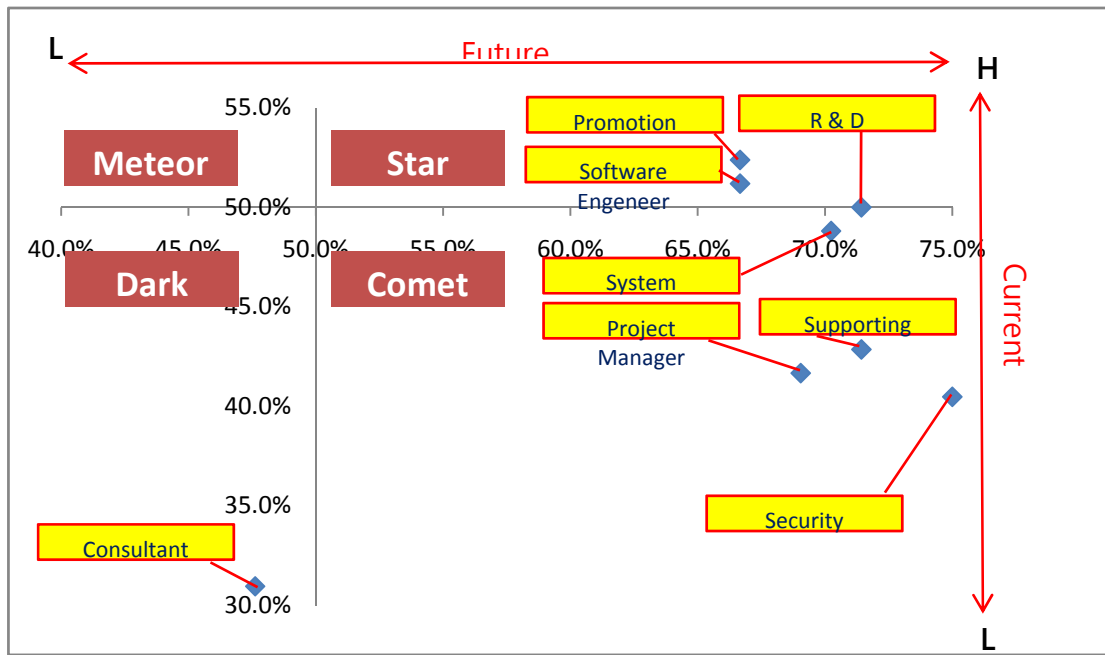 L
Future
H
55.0%
Promotion
R & D
Meteor
Star
Software
Engeneer
50.0%
40.0%
45.0%
50.0%
55.0%
60.0%
65.0%
70.0%
75.0%
Dark
Comet
System
45.0%
Project
Manager
Supporting
Current
40.0%
35.0%
Security
Consultant
30.0%
L